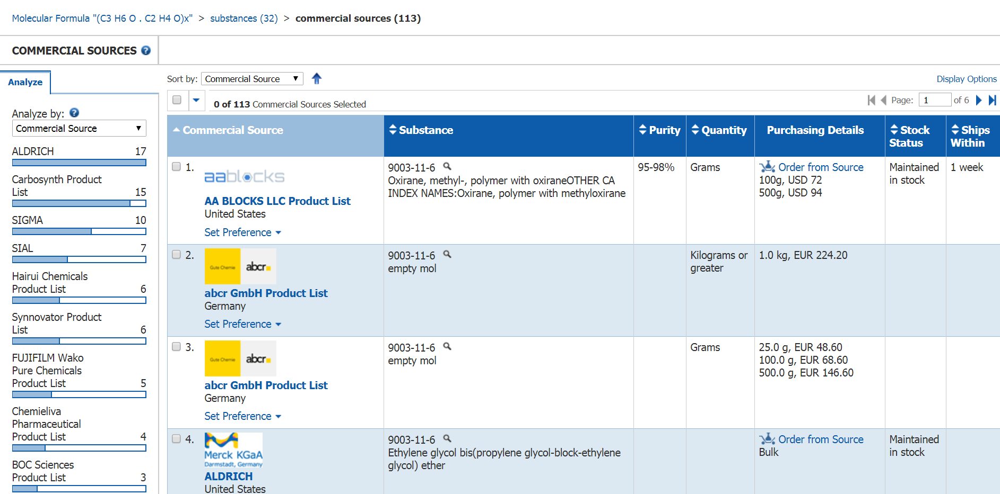 Molecular Formula "(C3 H6 O . C2 H4 O)x" > substances (32) > commercial sources (113)
COMMERCIAL SOURCES ?
Analyze
Analyze by: ?
Commercial Source
ALDRICH 17
Carbosynth Product
List 15
SIGMA 10
SIAL 7
Hairui Chemicals
Product List 6
Synnovator Product
List 6
FUJIFILM Wako
Pure Chemicals
Product List 5
Chemieliva
Pharmaceutical
Product List 4
BOC Sciences
Product List 3
Sort by: Commercial Source
Display Options
0 of 113 Commercial Sources Selected
Page: 1 of 6
Commercial Source Substance Purity Quantity Purchasing Details Stock Status Ships Within
1.
aablocks
AA BLOCKS LLC Product List
United States
Set Preference
9003-11-6
Oxirane, methyl-, polymer with oxiraneOTHER CA
INDEX NAMES:Oxirane, polymer with methyloxirane
95-98%
Grams
Order from Source
100g, USD 72
500g, USD 94
Maintained
in stock
1 week
2.
Gute Chemie
abcr
abcr GmbH Product List
Germany
Set Preference
9003-11-6
empty mol
Kilograms or
greater
1.0 kg, EUR 224.20
3.
Gute Chemie
abcr
abcr GmbH Product List
Germany
Set Preference
9003-11-6
empty mol
Grams
25.0 g, EUR 48.60
100.0 g, EUR 68.60
500.0 g, EUR 146.60
4.
Merck KGaA
Darmstadt, Germany
ALDRICH
United States
9003-11-6
Ethylene glycol bis(propylene glycol-block-ethylene
glycol) ether
Order from Source
Bulk
Maintained
in stock